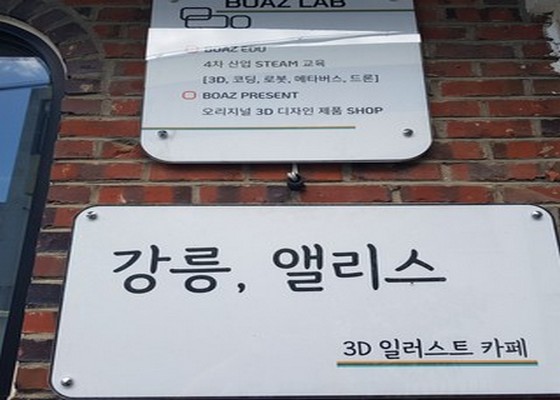 BOAZ LAB
BOAZ EDU
4차 산업 STEAM 교육
[3D, 코딩, 로봇, 메타버스, 드론]
BOAZ PRESENT
오리지널 3D 디자인 제품 SHOP
강릉, 앨리스
3D 일러스트 카페